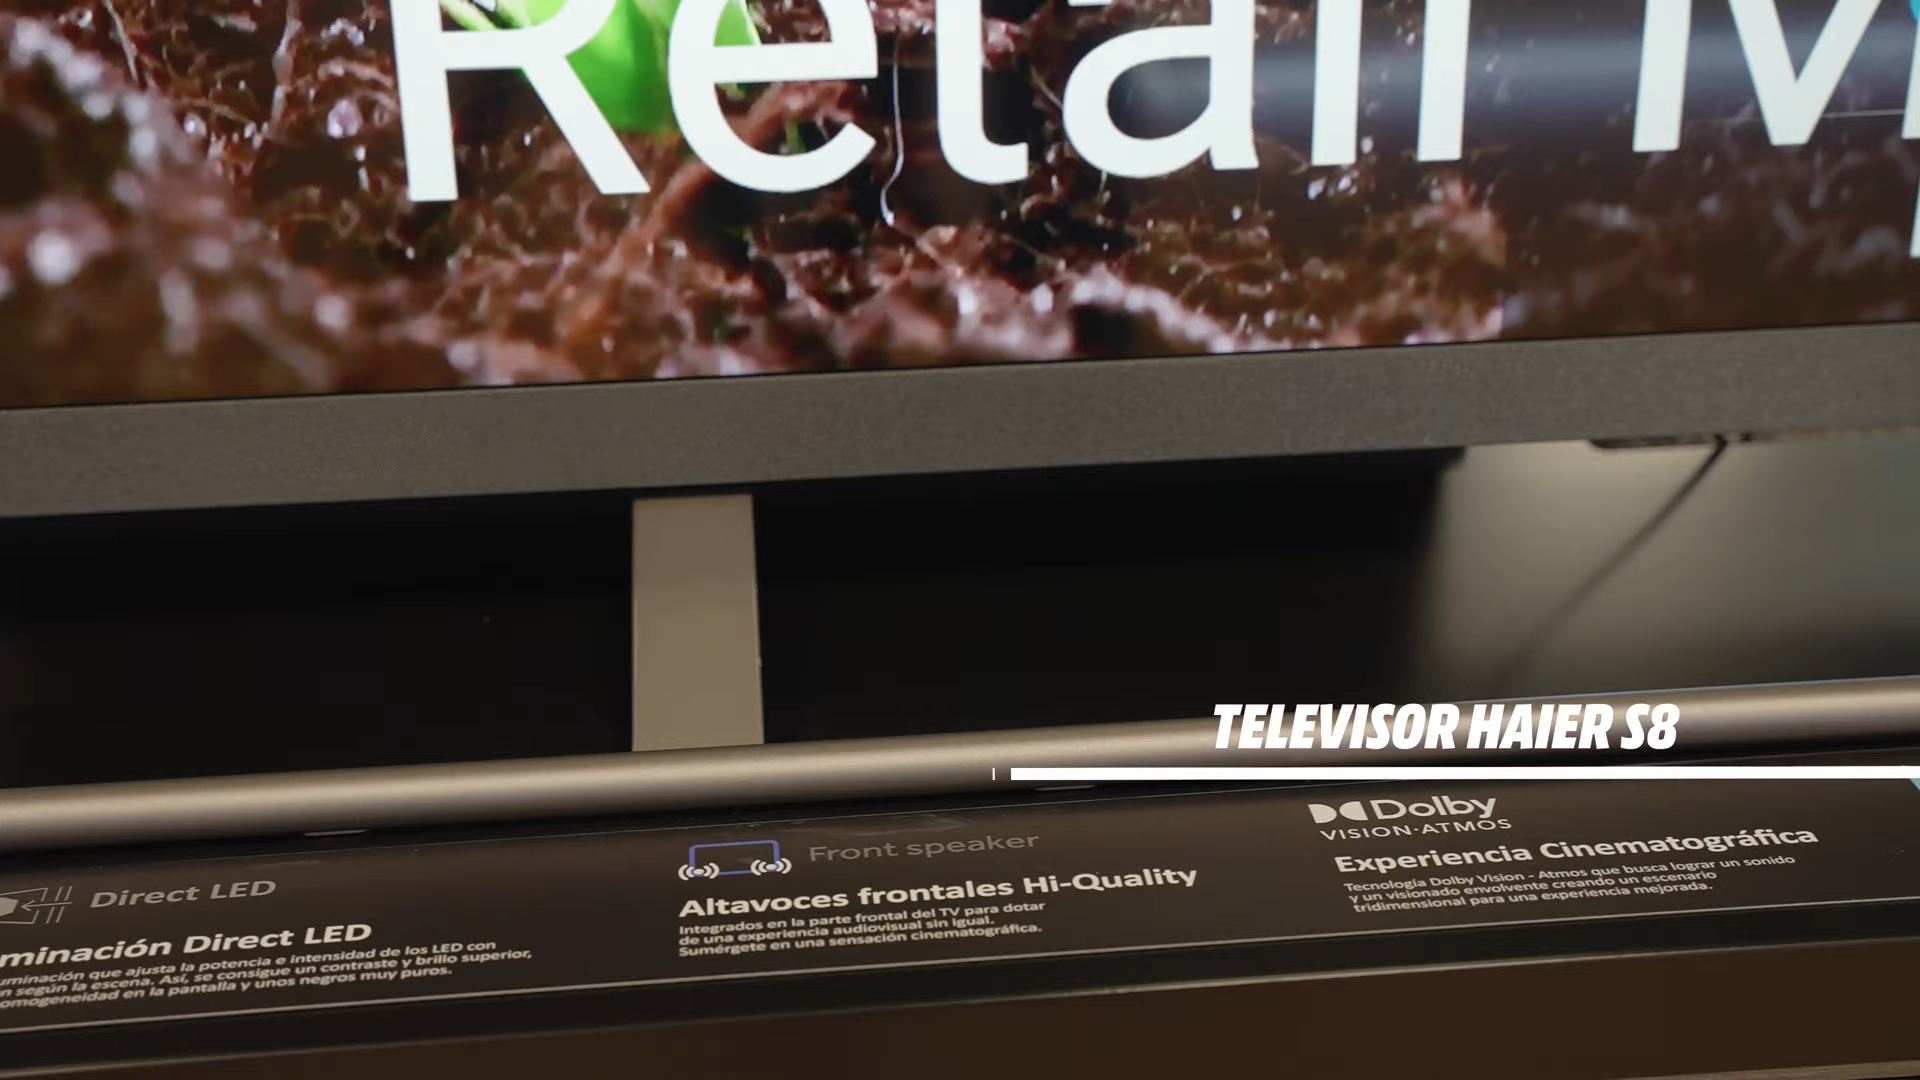 Retail M
TELEVISOR HAIER S8
Direct LED
minación Direct LED
uminación que ajusta la potencia e intensidad de los LED con
n según la escena. Así, se consigue un contraste y brillo superior,
omogeneidad en la pantalla y unos negros muy puros.
Front speaker
Altavoces frontales Hi-Quality
Integrados en la parte frontal del TV para dotar
de una experiencia audiovisual sin igual.
Sumérgete en una sensación cinematográfica.
Dolby
VISION·ATMOS
Experiencia Cinematográfica
Tecnología Dolby Vision - Atmos que busca lograr un sonido
y un visionado envolvente creando un escenario
tridimensional para una experiencia mejorada.